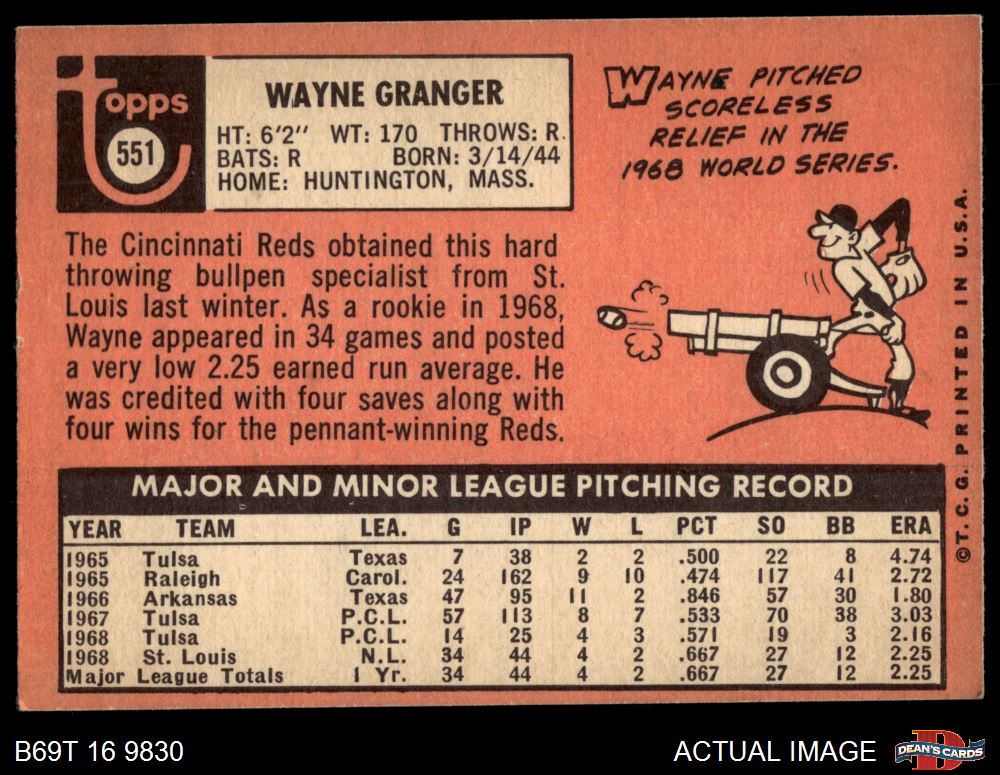 Topps
551
WAYNE GRANGER
HT: 6'2" WT: 170 THROWS: R.
BATS: R BORN: 3/14/44
HOME: HUNTINGTON, MASS.
WAYNE PITCHED
SCORELESS
RELIEF IN THE
1968 WORLD SERIES.
The Cincinnati Reds obtained this hard
throwing bullpen specialist from St.
Louis last winter. As a rookie in 1968,
Wayne appeared in 34 games and posted
a very low 2.25 earned run average. He
was credited with four saves along with
four wins for the pennant-winning Reds.
©T.C.G. PRINTED IN U.S.A.
MAJOR AND MINOR LEAGUE PITCHING RECORD
YEAR TEAM LEA. G IP W L PCT SO BB ERA
1965 Tulsa Texas 7 38 2 2 .500 22 8 4.74
1965 Raleigh Carol. 24 162 9 10 .474 117 41 2.72
1966 Arkansas Texas 47 95 11 2 .846 57 30 1.80
1967 Tulsa P.C.L. 57 113 8 7 .533 70 38 3.03
1968 Tulsa P.C.L. 14 25 4 3 .571 19 3 2.16
1968 St. Louis N.L. 34 44 4 2 .667 27 12 2.25
Major League Totals 1 Yr. 34 44 4 2 .667 27 12 2.25
B69T 16 9830
ACTUAL IMAGE
D
DEAN'S CARDS